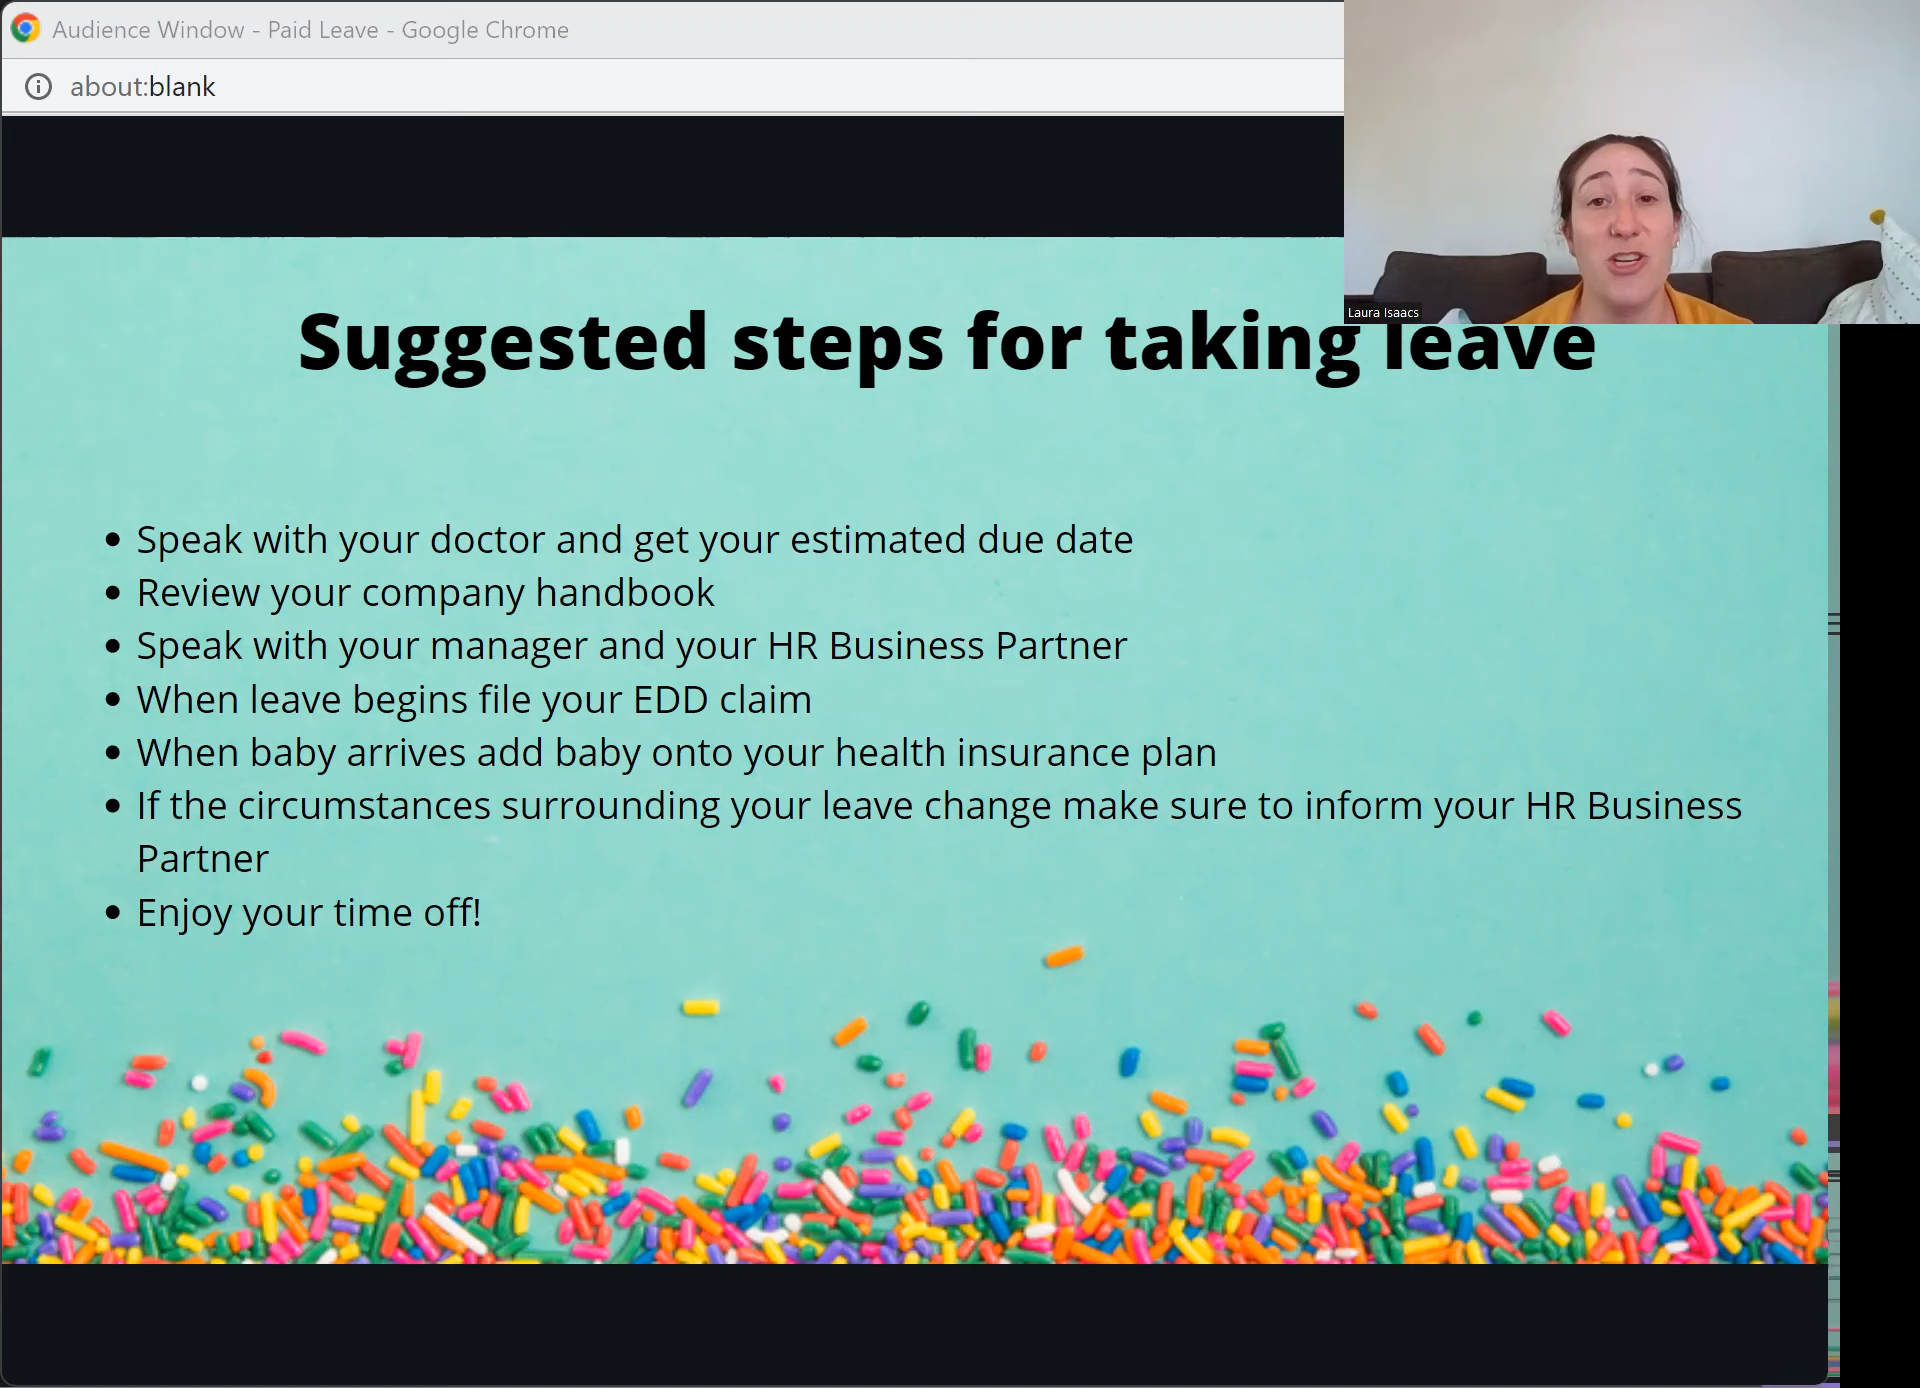 Audience Window - Paid Leave - Google Chrome
about:blank
Laura Isaacs
Suggested steps for taking leave
• Speak with your doctor and get your estimated due date
• Review your company handbook
• Speak with your manager and your HR Business Partner
• When leave begins file your EDD claim
• When baby arrives add baby onto your health insurance plan
• If the circumstances surrounding your leave change make sure to inform your HR Business
Partner
• Enjoy your time off!